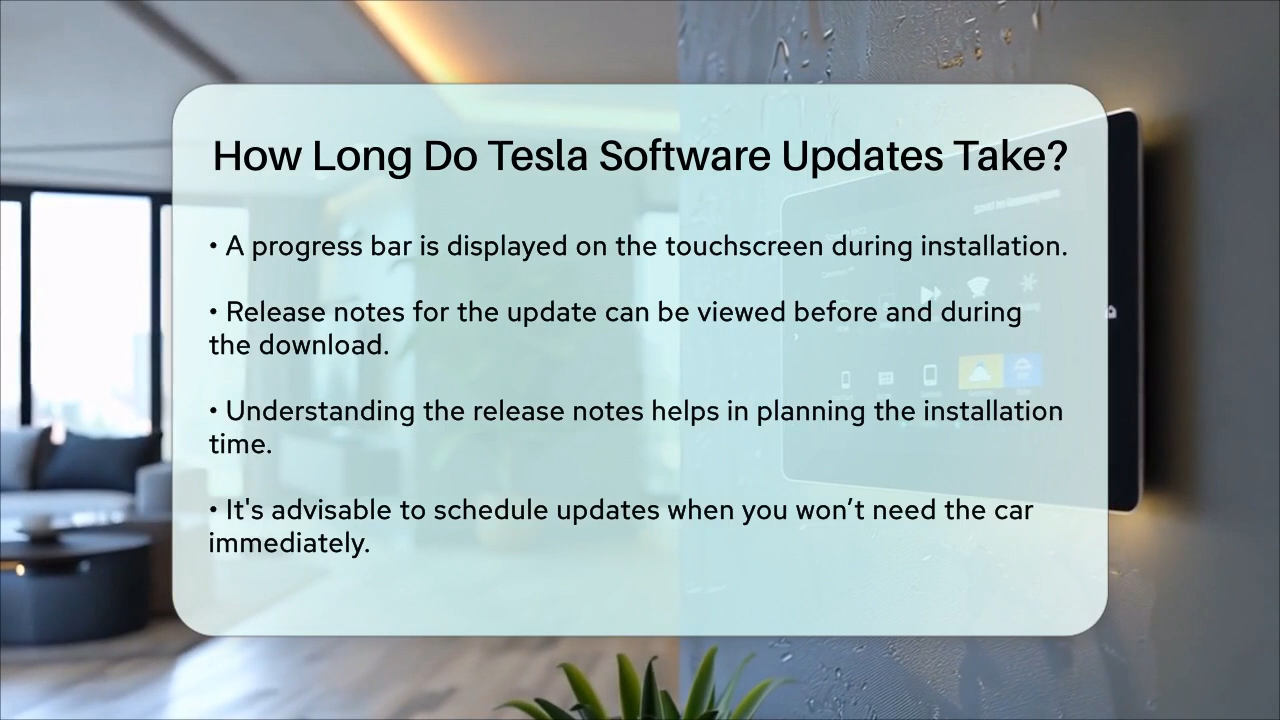 How Long Do Tesla Software Updates Take?
• A progress bar is displayed on the touchscreen during installation.
• Release notes for the update can be viewed before and during
the download.
• Understanding the release notes helps in planning the installation
time.
• It's advisable to schedule updates when you won’t need the car
immediately.